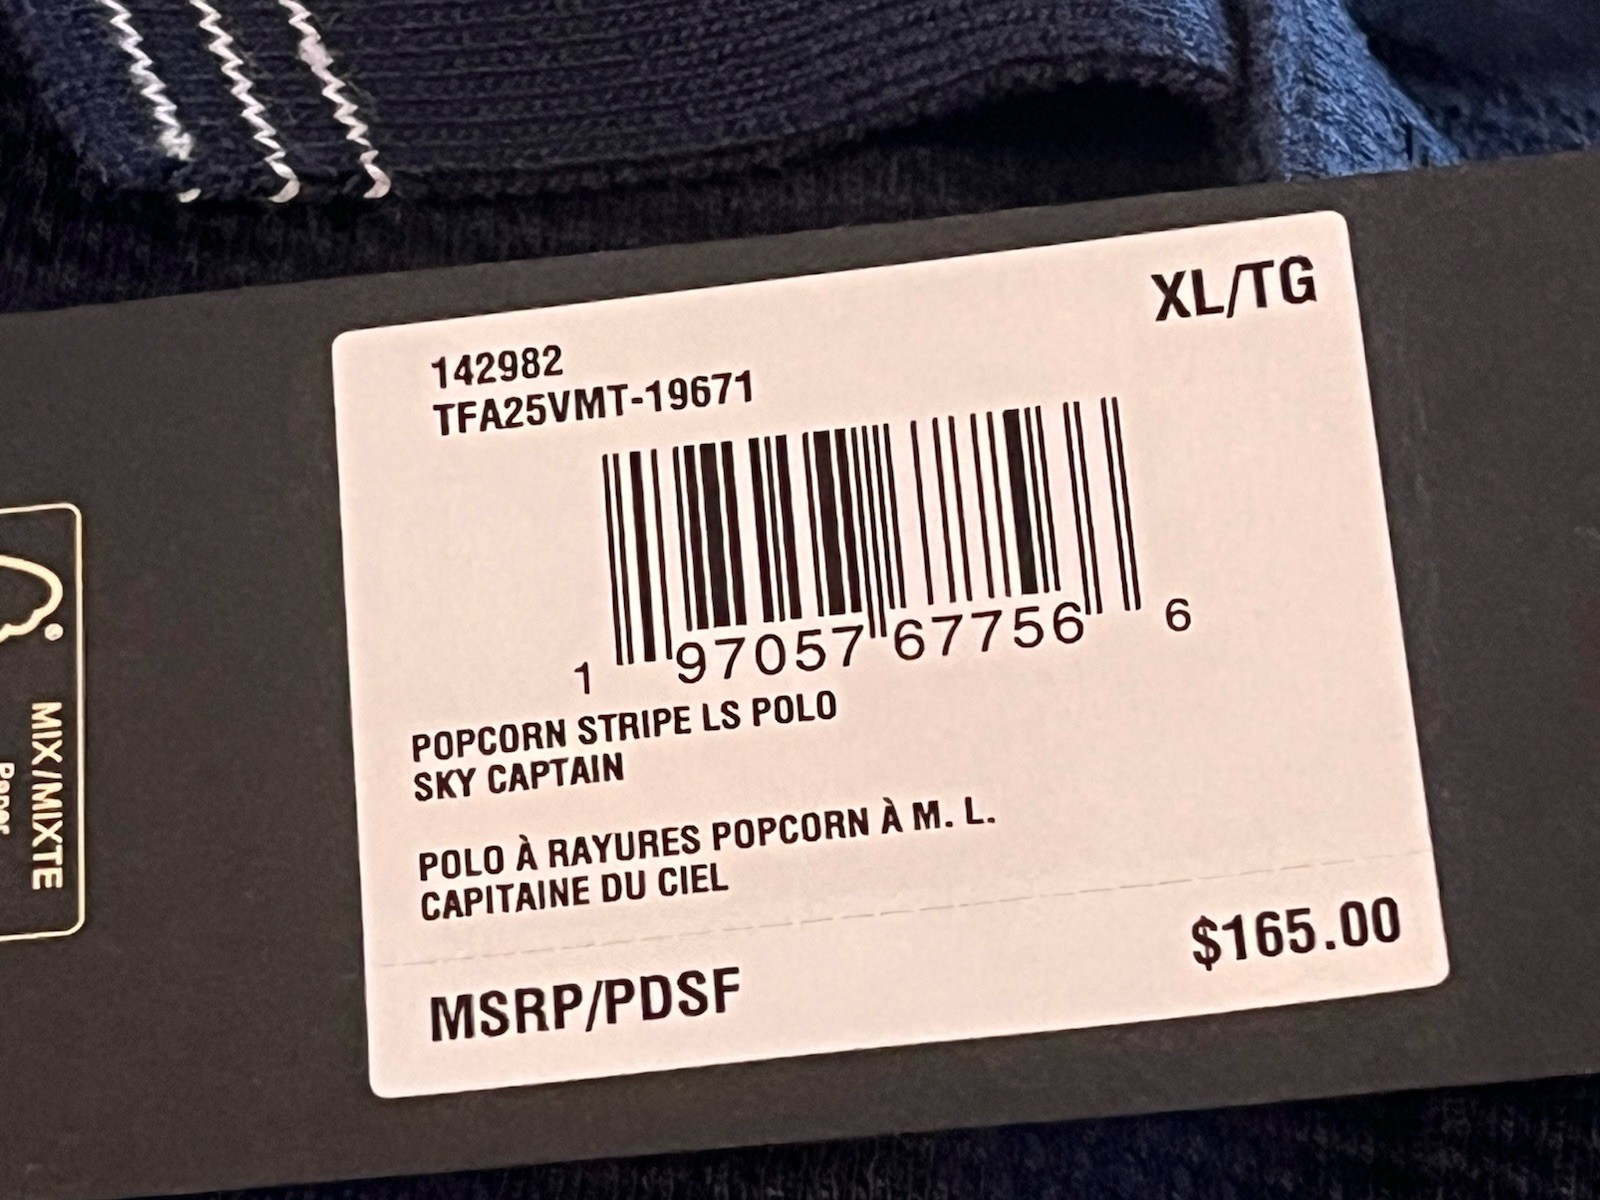 XL/TG
142982
TFA25VMT-19671
1 97057 67756 6
POPCORN STRIPE LS POLO
SKY CAPTAIN
POLO À RAYURES POPCORN À M. L.
CAPITAINE DU CIEL
$165.00
MSRP/PDSF
MIX/MIXTE
Paper